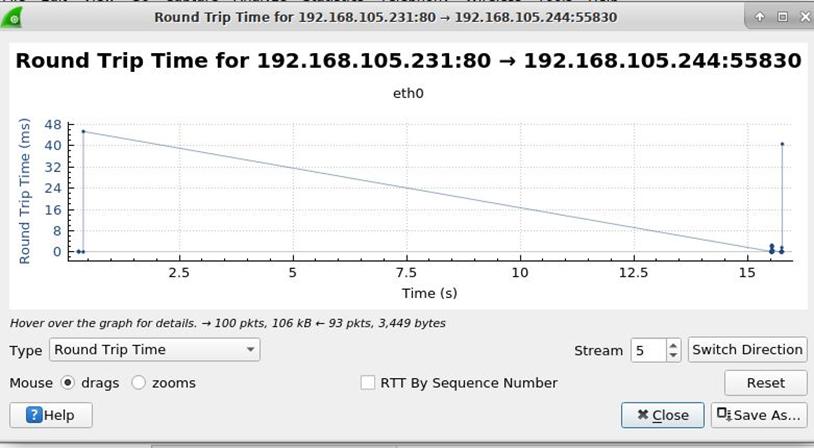 Round Trip Time for 192.168.105.231:80 → 192.168.105.244:55830
Round Trip Time for 192.168.105.231:80 → 192.168.105.244:55830
eth0
Round Trip Time (ms)
48
40
32
24
16
8
0
2.5 5 7.5 10 12.5 15
Time (s)
Hover over the graph for details. → 100 pkts, 106 kB ← 93 pkts, 3,449 bytes
Type Round Trip Time Stream 5 Switch Direction
Mouse drags zooms RTT By Sequence Number Reset
Help Close Save As...